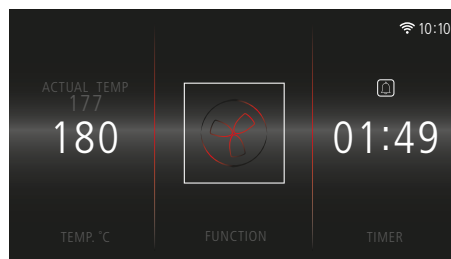 10:10
ACTUAL TEMP
177
180
01:49
TEMP. °C
FUNCTION
TIMER